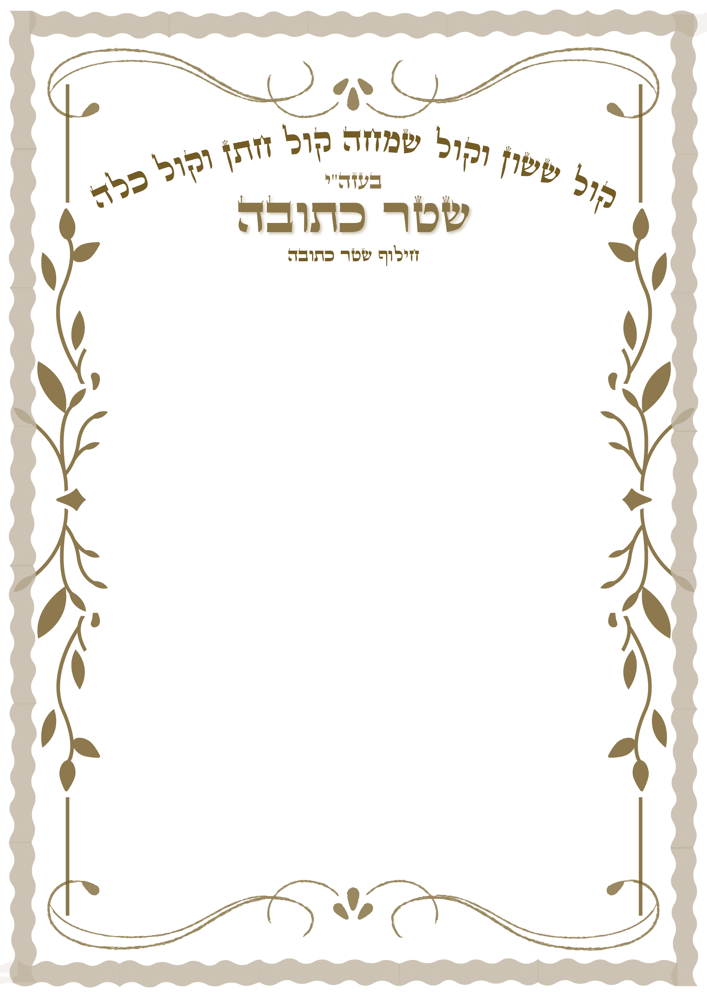 קול ששון וקול שמחה קול חתן וקול כלה
בעזה"י
שטר כתובה
חילוף שטר כתובה